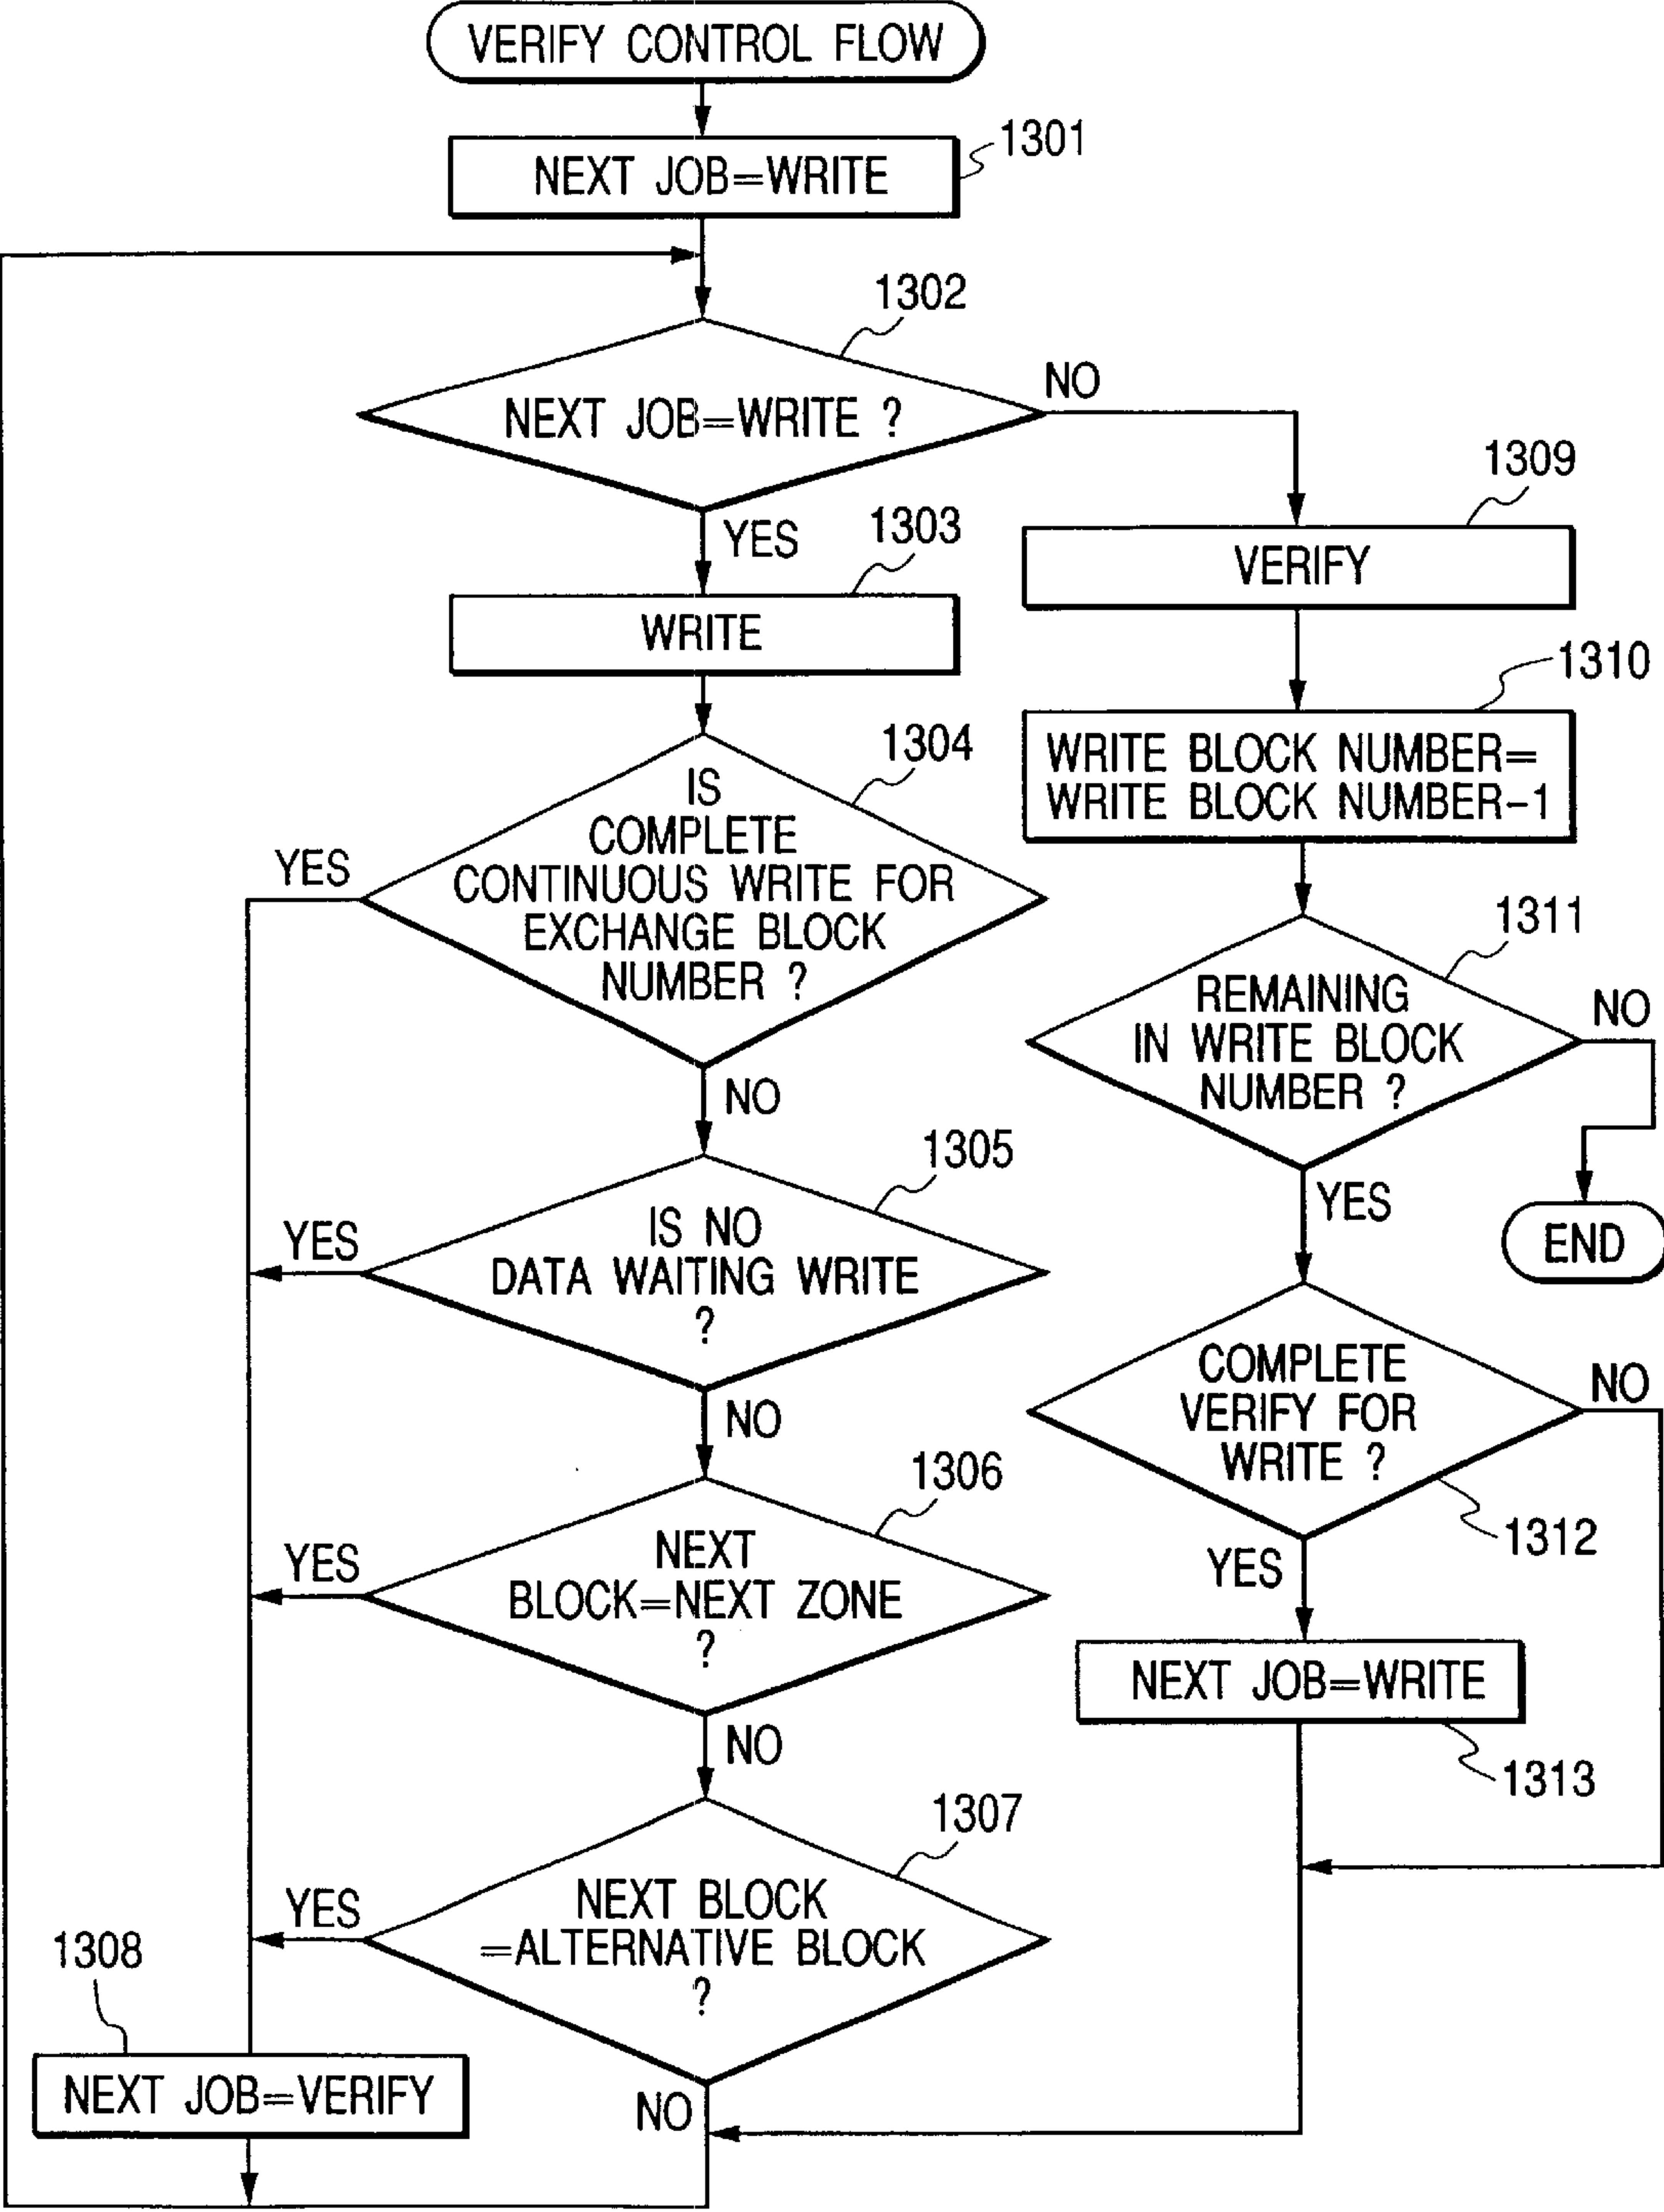 VERIFY CONTROL FLOW
1301
NEXT JOB=WRITE
1302
NEXT JOB=WRITE ?
NO
YES
1303
WRITE
1309
VERIFY
1310
WRITE BLOCK NUMBER=
WRITE BLOCK NUMBER-1
1304
IS
COMPLETE
CONTINUOUS WRITE FOR
EXCHANGE BLOCK
NUMBER ?
YES
NO
1311
REMAINING
IN WRITE BLOCK
NUMBER ?
NO
YES
END
1305
IS NO
DATA WAITING WRITE
?
YES
NO
1312
COMPLETE
VERIFY FOR
WRITE ?
NO
YES
1306
NEXT
BLOCK=NEXT ZONE
?
YES
NO
NEXT JOB=WRITE
1313
1307
NEXT BLOCK
=ALTERNATIVE BLOCK
?
YES
NO
1308
NEXT JOB=VERIFY